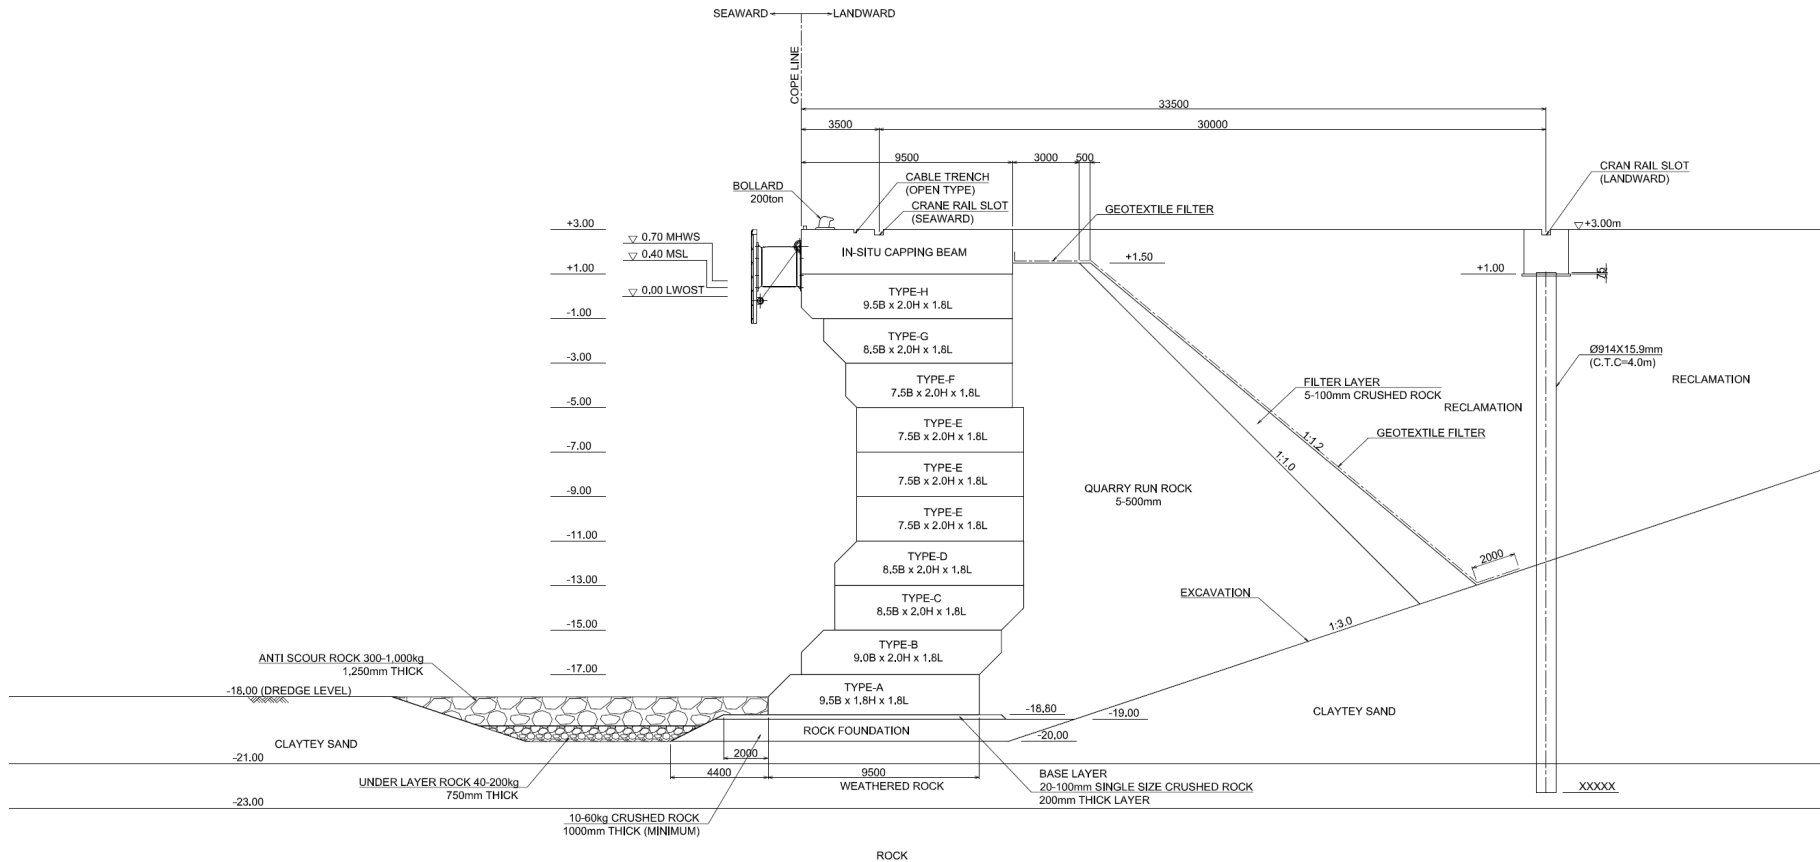 SEAWARD
LANDWARD
COPE LINE
33500
3500
30000
9500
3000
500
CABLE TRENCH
(OPEN TYPE)
CRAN RAIL SLOT
(LANDWARD)
BOLLARD
200ton
CRANE RAIL SLOT
(SEAWARD)
GEOTEXTILE FILTER
+3.00
+3.00m
0.70 MHWS
0.40 MSL
IN-SITU CAPPING BEAM
+1.50
+1.00
+1.00
75
0.00 LWOST
TYPE-H
9.5B x 2.0H x 1.8L
-1.00
TYPE-G
8.5B x 2.0H x 1.8L
-3.00
Ø914X15.9mm
(C.T.C=4.0m)
TYPE-F
7.5B x 2.0H x 1.8L
RECLAMATION
FILTER LAYER
5-100mm CRUSHED ROCK
-5.00
RECLAMATION
TYPE-E
7.5B x 2.0H x 1.8L
GEOTEXTILE FILTER
1:1.2
-7.00
1:1.0
TYPE-E
7.5B x 2.0H x 1.8L
QUARRY RUN ROCK
5-500mm
-9.00
TYPE-E
7.5B x 2.0H x 1.8L
-11.00
TYPE-D
8.5B x 2.0H x 1.8L
2000
-13.00
EXCAVATION
TYPE-C
8.5B x 2.0H x 1.8L
1:3.0
-15.00
TYPE-B
9.0B x 2.0H x 1.8L
ANTI SCOUR ROCK 300-1,000kg
1,250mm THICK
-17.00
-18.00 (DREDGE LEVEL)
TYPE-A
9.5B x 1.8H x 1.8L
-18.80
-19.00
CLAYTEY SAND
ROCK FOUNDATION
-20.00
CLAYTEY SAND
2000
-21.00
4400
9500
UNDER LAYER ROCK 40-200kg
750mm THICK
WEATHERED ROCK
BASE LAYER
20-100mm SINGLE SIZE CRUSHED ROCK
200mm THICK LAYER
XXXXX
-23.00
10-60kg CRUSHED ROCK
1000mm THICK (MINIMUM)
ROCK